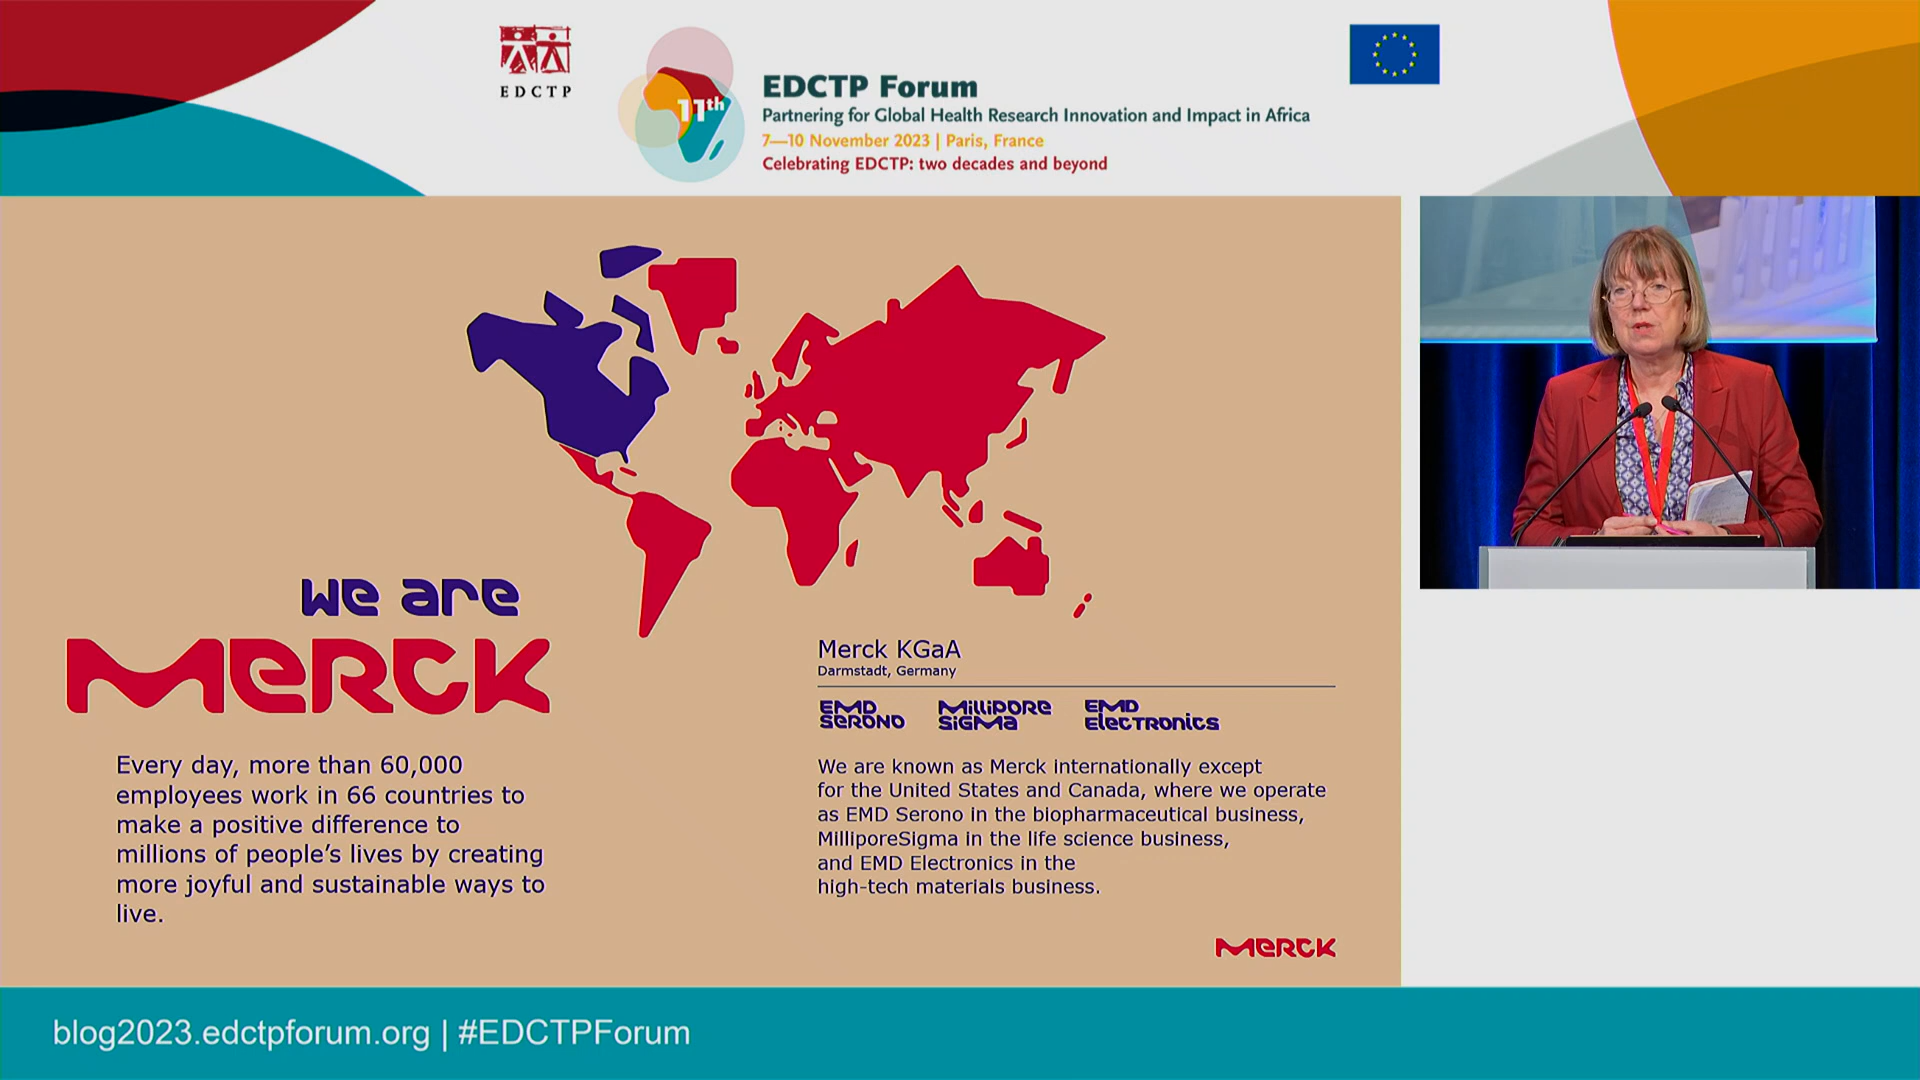 EDCTP
11th
EDCTP Forum
Partnering for Global Health Research Innovation and Impact in Africa
7—10 November 2023 | Paris, France
Celebrating EDCTP: two decades and beyond
we are
MERCK
Every day, more than 60,000
employees work in 66 countries to
make a positive difference to
millions of people’s lives by creating
more joyful and sustainable ways to
live.
Merck KGaA
Darmstadt, Germany
EMD
SERONO
MILLIPORE
SIGMA
EMD
ELECTRONICS
We are known as Merck internationally except
for the United States and Canada, where we operate
as EMD Serono in the biopharmaceutical business,
MilliporeSigma in the life science business,
and EMD Electronics in the
high-tech materials business.
MERCK
blog2023.edctpforum.org | #EDCTPForum